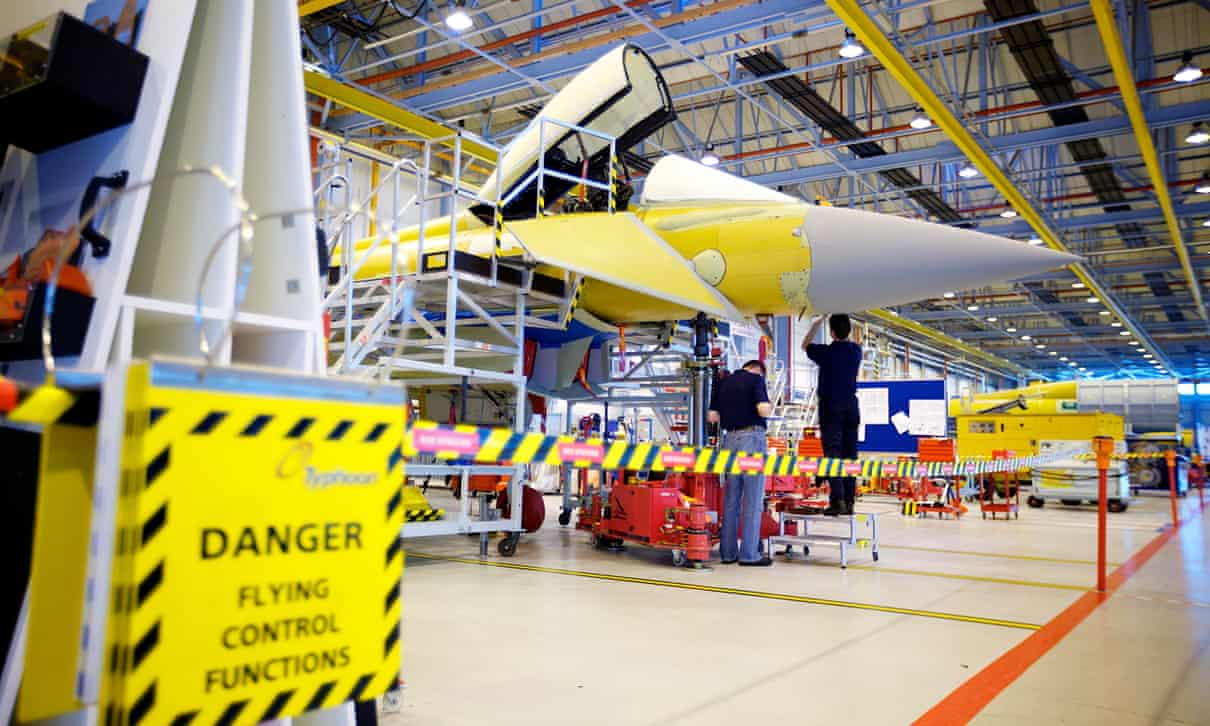 Typhoon
DANGER
FLYING
CONTROL
FUNCTIONS